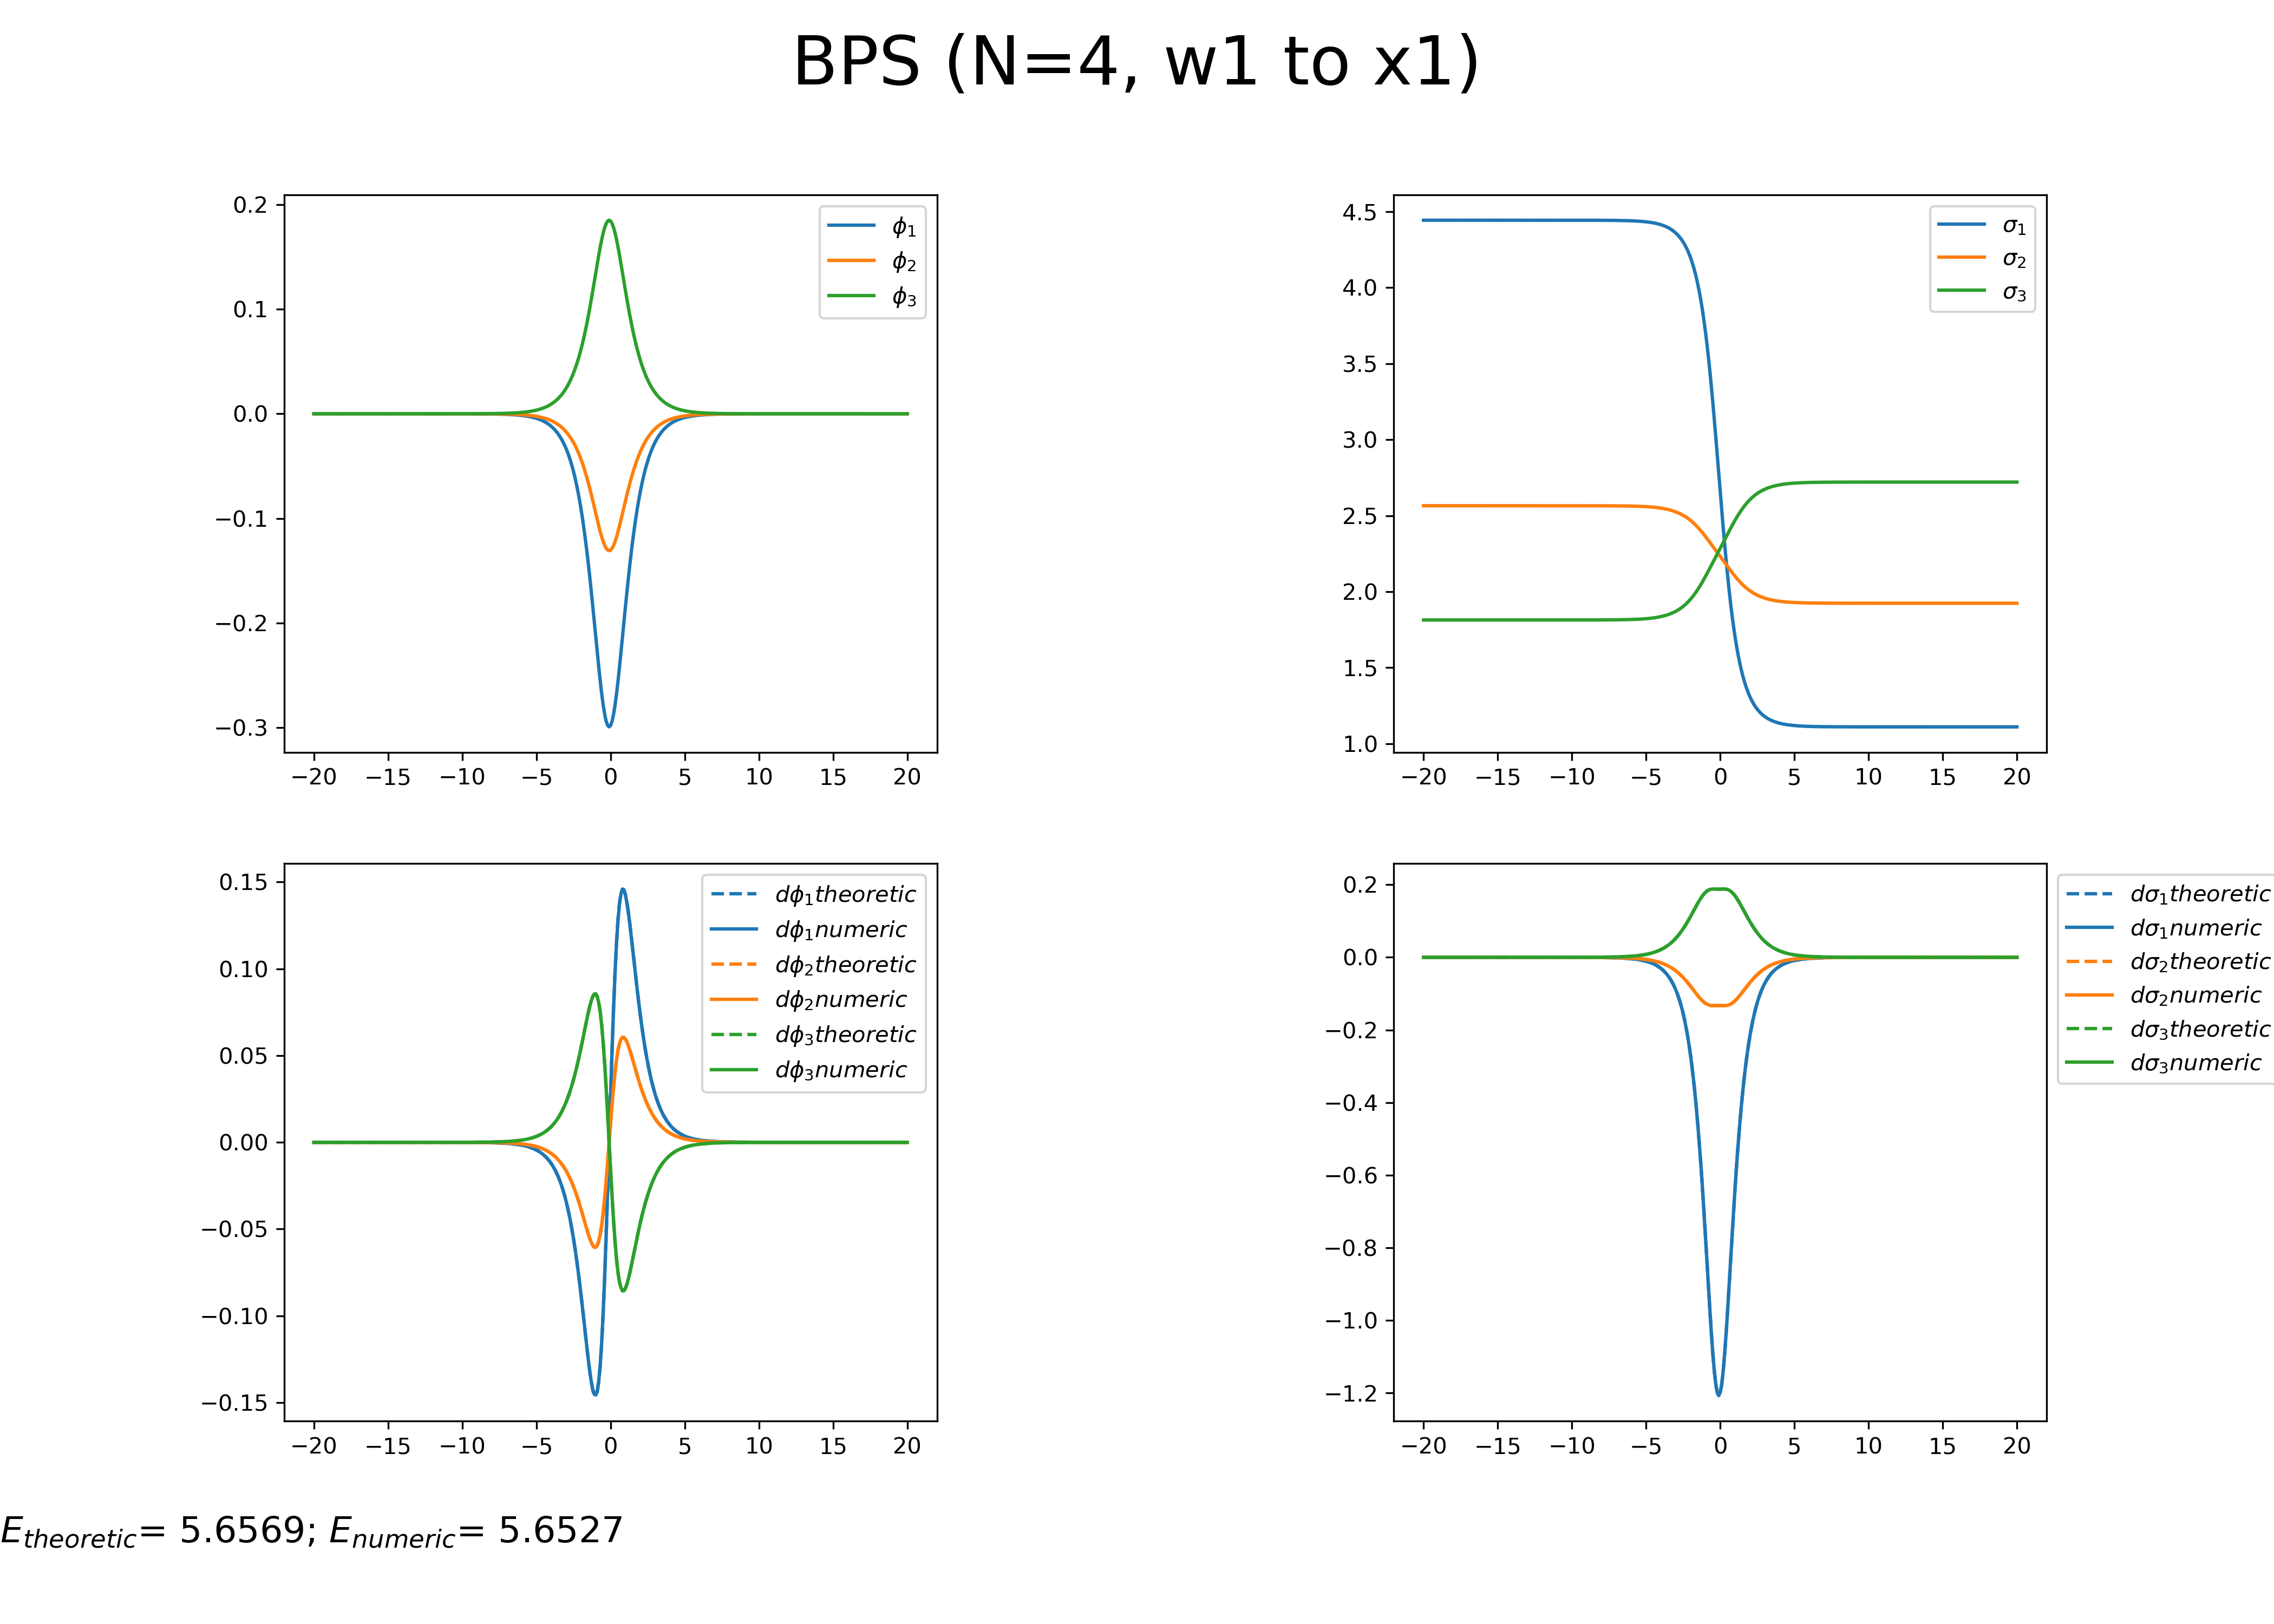 BPS (N=4, w1 to x1)
0.2
0.1
0.0
−0.1
−0.2
−0.3
−20 −15 −10 −5 0 5 10 15 20
ϕ1
ϕ2
ϕ3
4.5
4.0
3.5
3.0
2.5
2.0
1.5
1.0
−20 −15 −10 −5 0 5 10 15 20
σ1
σ2
σ3
0.15
0.10
0.05
0.00
−0.05
−0.10
−0.15
−20 −15 −10 −5 0 5 10 15 20
dϕ1theoretic
dϕ1numeric
dϕ2theoretic
dϕ2numeric
dϕ3theoretic
dϕ3numeric
0.2
0.0
−0.2
−0.4
−0.6
−0.8
−1.0
−1.2
−20 −15 −10 −5 0 5 10 15 20
dσ1theoretic
dσ1numeric
dσ2theoretic
dσ2numeric
dσ3theoretic
dσ3numeric
Etheoretic= 5.6569; Enumeric= 5.6527